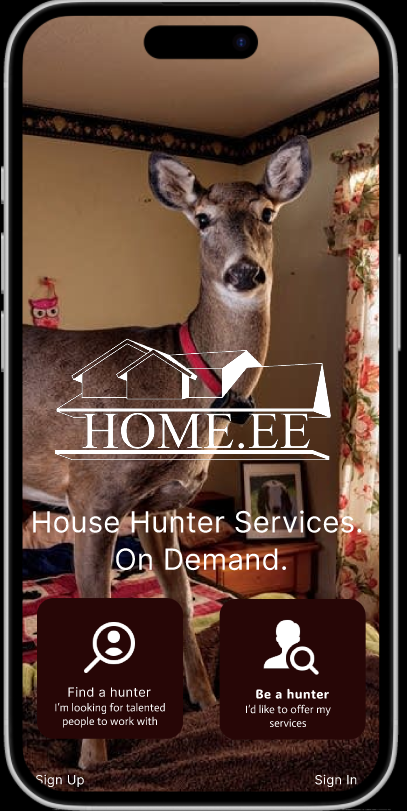 HOME.EE
House Hunter Services.
On Demand.
Find a hunter
I'm looking for talented
people to work with
Be a hunter
I'd like to offer my
services
Sign Up
Sign In